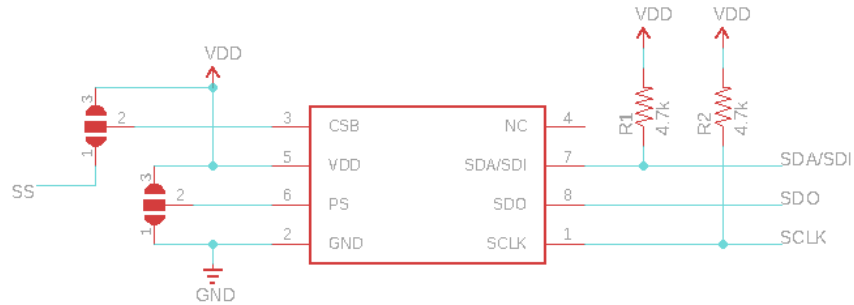 VDD VDD VDD
3
2 3 CSB NC 4 R1 4.7k R2 4.7k
1 5 VDD SDA/SDI 7 SDA/SDI
3
SS 2 6 PS SDO 8 SDO
1 2 GND SCLK 1 SCLK
GND